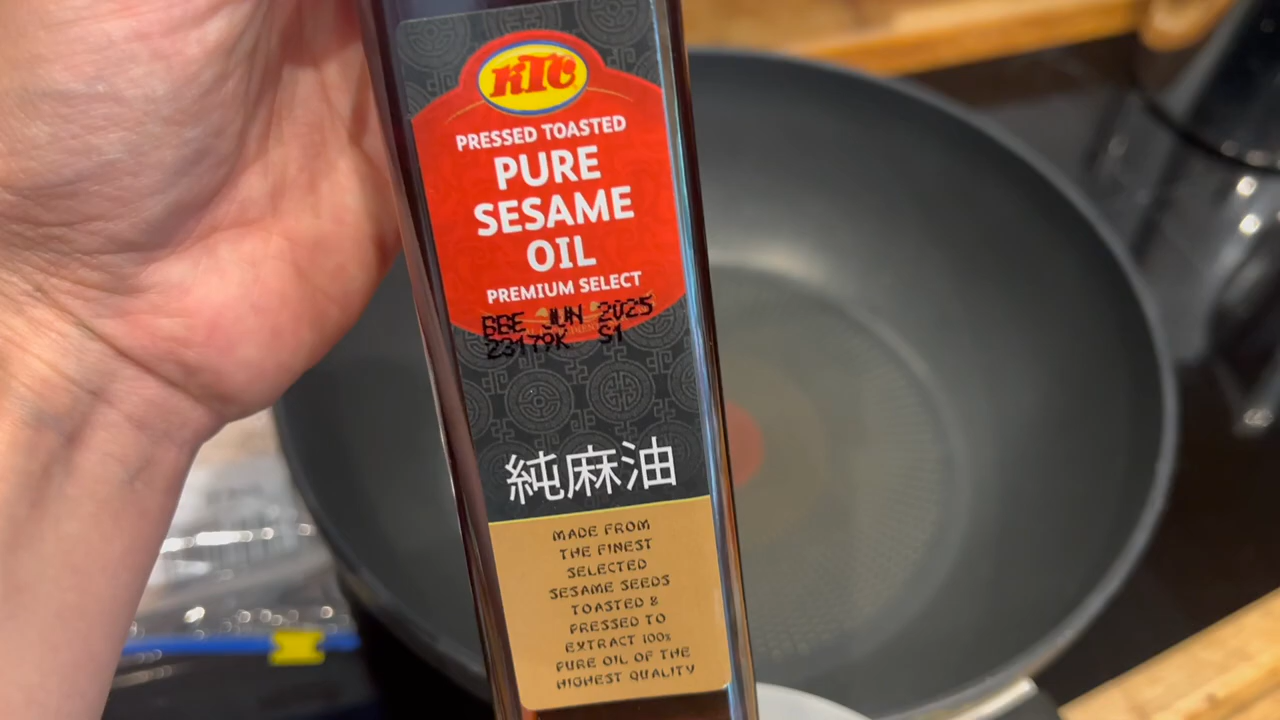 KTC
PRESSED TOASTED
PURE
SESAME
OIL
PREMIUM SELECT
BBE JUN 2025
23179K S1
純麻油
MADE FROM
THE FINEST
SELECTED
SESAME SEEDS
TOASTED &
PRESSED TO
EXTRACT 100%
PURE OIL OF THE
HIGHEST QUALITY